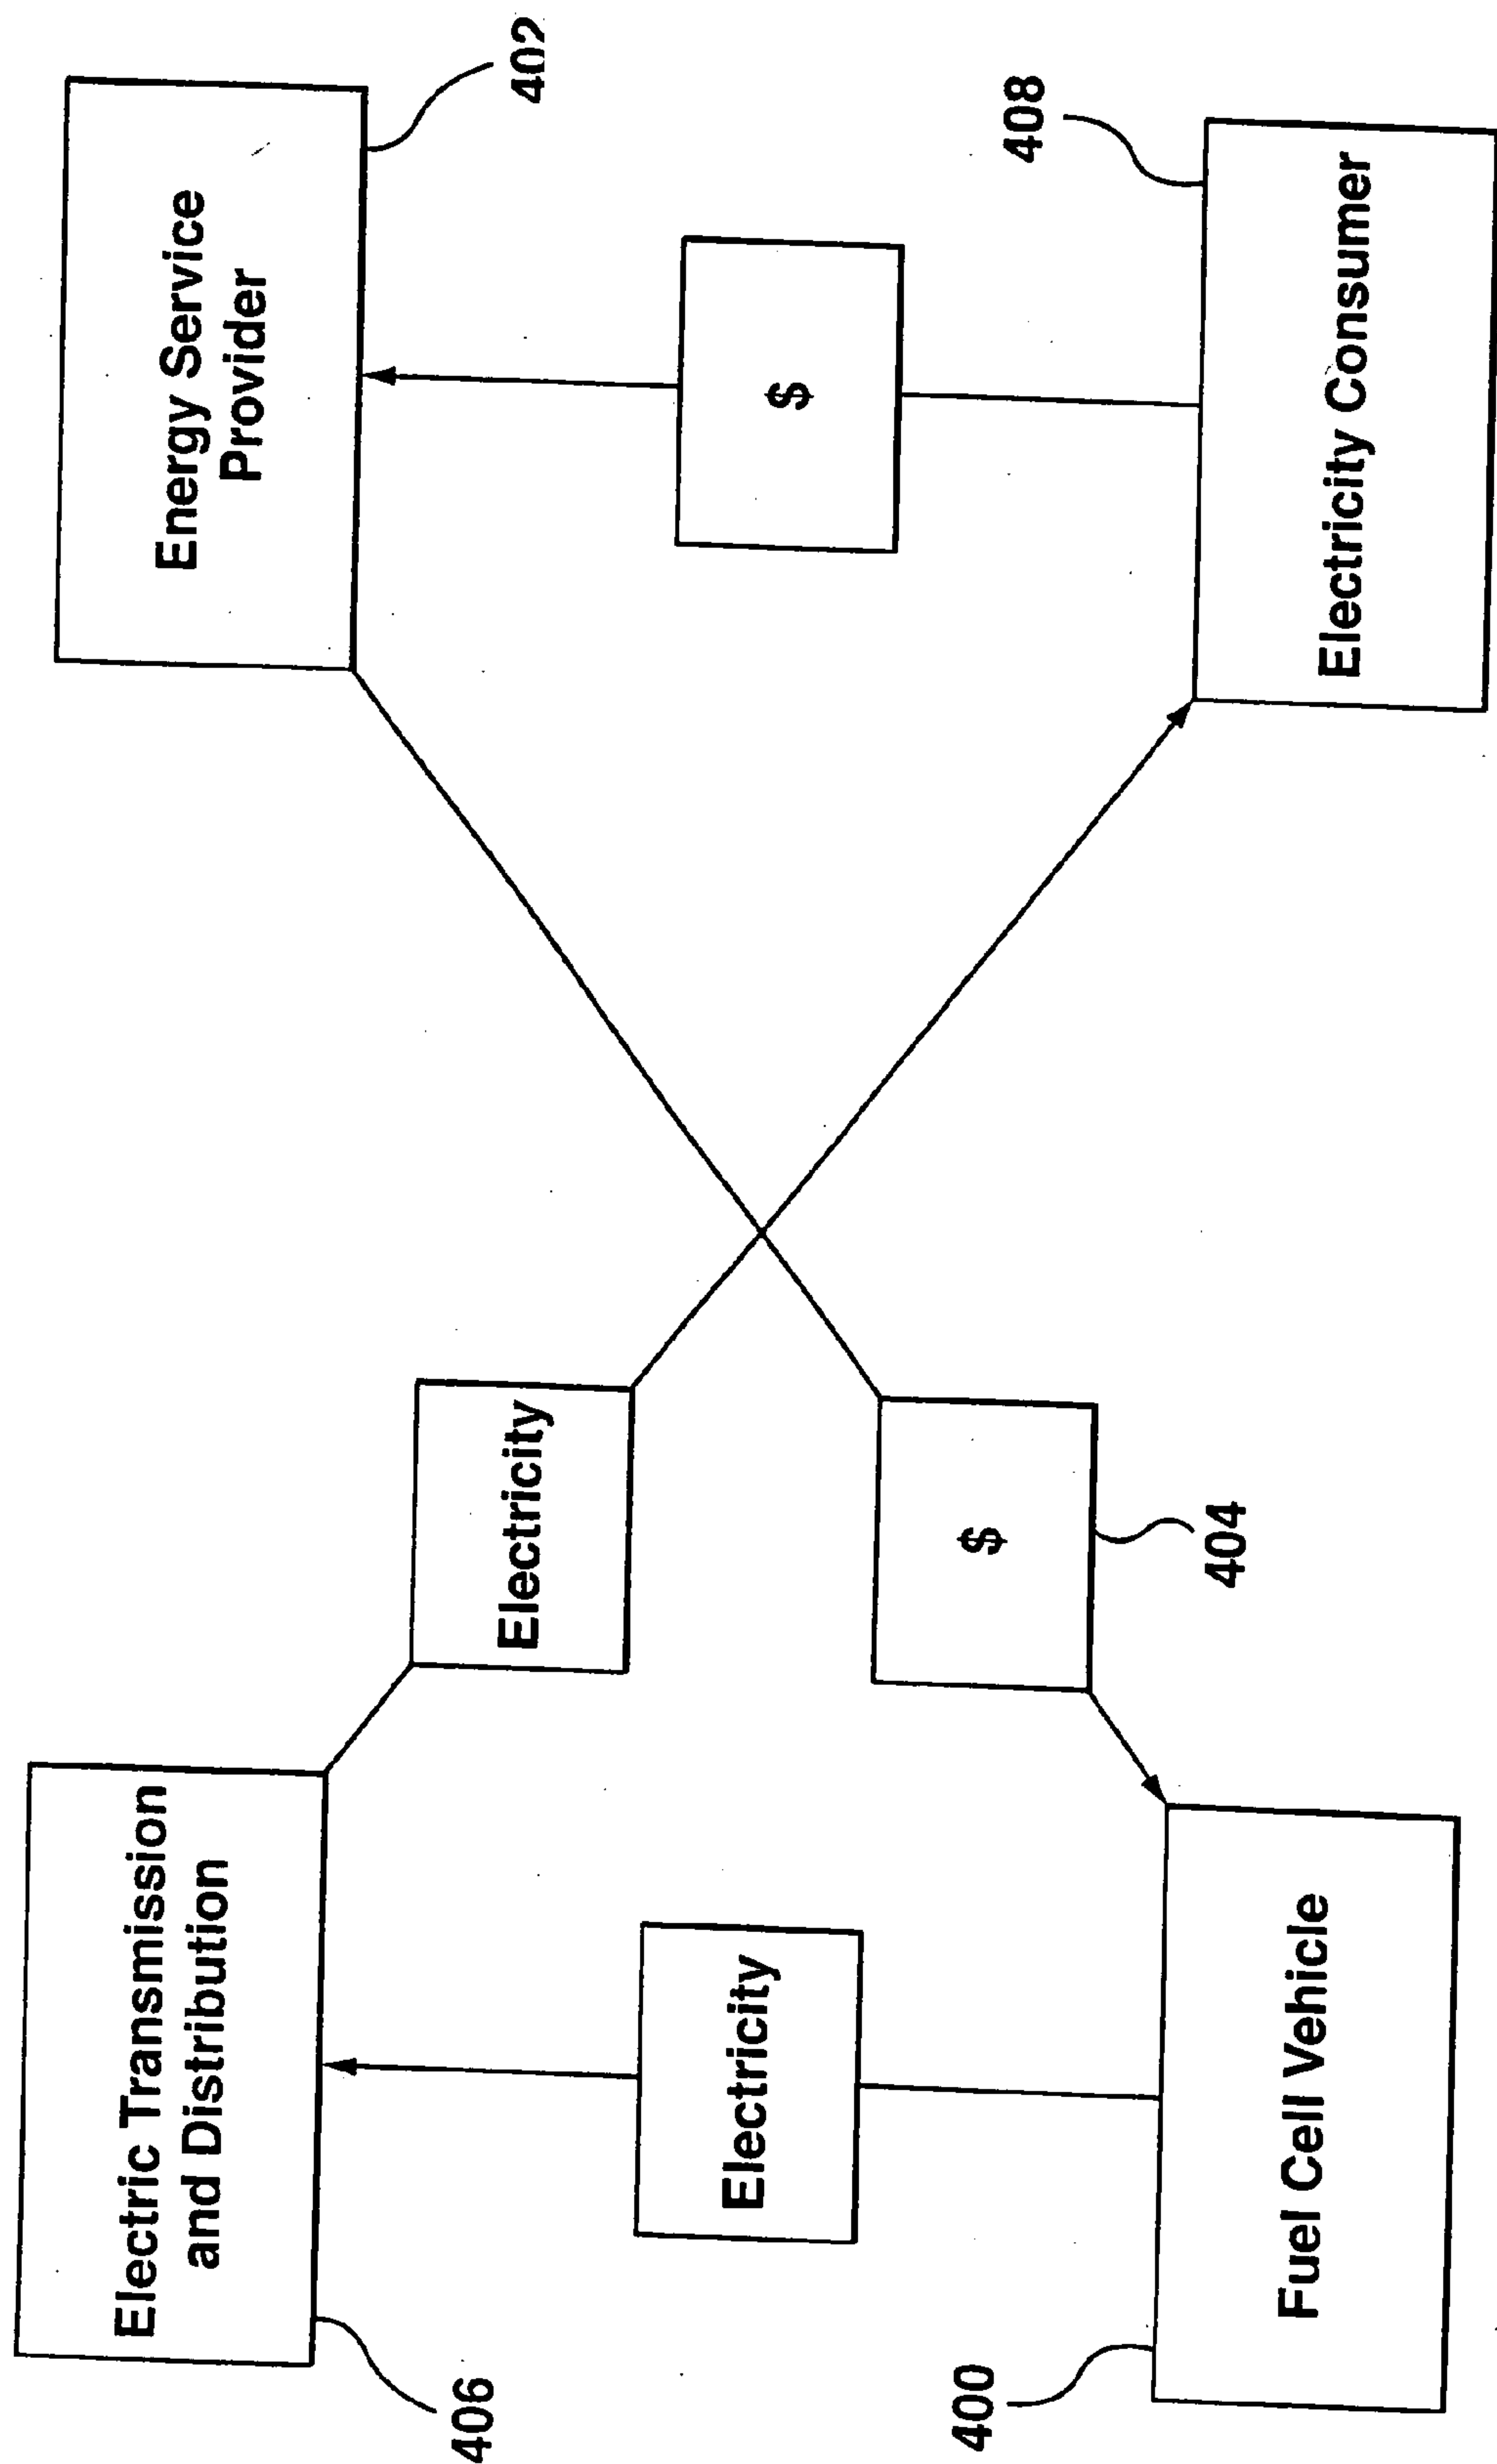 Electric Transmission
and Distribution
406
Energy Service
Provider
402
Electricity
Electricity
$
$
404
Fuel Cell Vehicle
400
Electricity Consumer
408